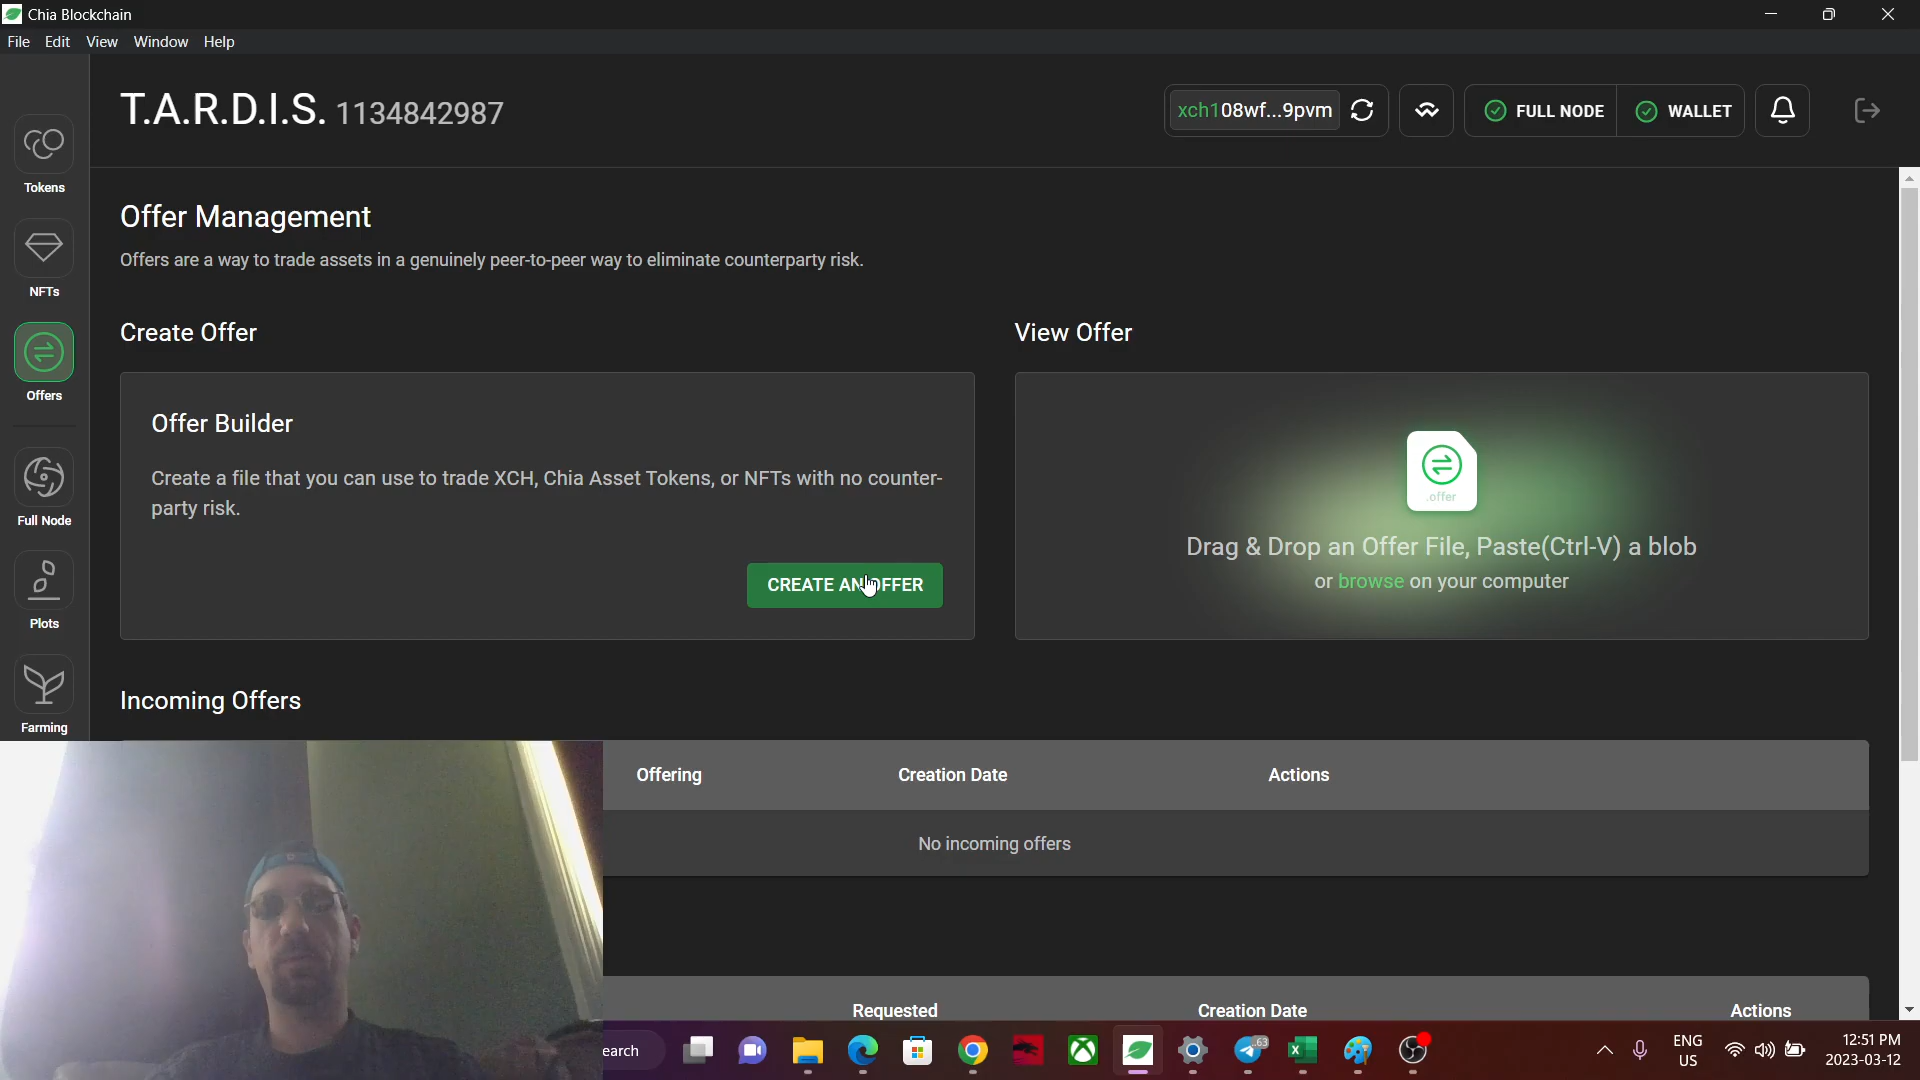 Chia Blockchain
File Edit View Window Help
T.A.R.D.I.S. 1134842987
xch108wf...9pvm
FULL NODE
WALLET
Tokens
NFTs
Offers
Full Node
Plots
Farming
Offer Management
Offers are a way to trade assets in a genuinely peer-to-peer way to eliminate counterparty risk.
Create Offer
View Offer
Offer Builder
Create a file that you can use to trade XCH, Chia Asset Tokens, or NFTs with no counter-
party risk.
CREATE AN OFFER
.offer
Drag & Drop an Offer File, Paste(Ctrl-V) a blob
or browse on your computer
Incoming Offers
Offering Creation Date Actions
No incoming offers
Requested Creation Date Actions
earch
63
ENG
US
12:51 PM
2023-03-12